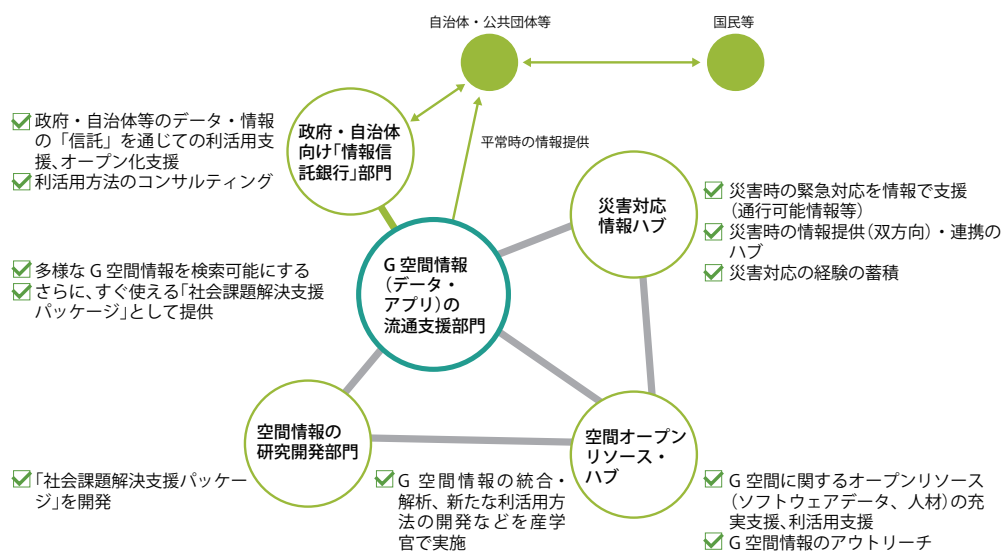 自治体・公共団体等
国民等
政府・自治体等のデータ・情報
の「信託」を通じての利活用支
援、オープン化支援
利活用方法のコンサルティング
政府・自治体
向け「情報信
託銀行」部門
平常時の情報提供
災害対応
情報ハブ
災害時の緊急対応を情報で支援
（通行可能情報等）
災害時の情報提供（双方向）・連携の
ハブ
災害対応の経験の蓄積
多様な G 空間情報を検索可能にする
さらに、すぐ使える「社会課題解決支援
パッケージ」として提供
G 空間情報
（データ・
アプリ）の
流通支援部門
空間情報の
研究開発部門
空間オープン
リソース・
ハブ
「社会課題解決支援パッケー
ジ」を開発
G 空間情報の統合・
解析、新たな利活用方
法の開発などを産学
官で実施
G 空間に関するオープンリソース
（ソフトウェアデータ、人材）の充
実支援、利活用支援
G 空間情報のアウトリーチ